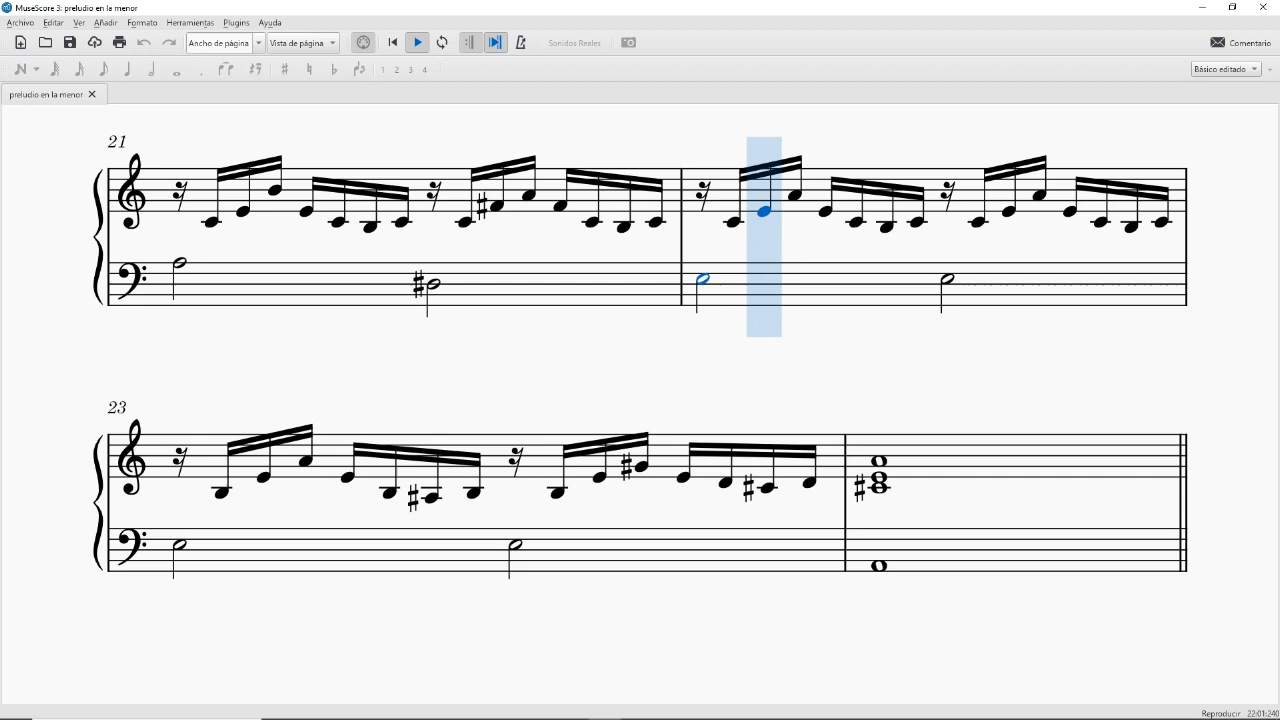 MuseScore 3: preludio en la menor
Archivo Editar Ver Añadir Formato Herramientas Plugins Ayuda
Ancho de página Vista de página Sonidos Reales Comentario
1 2 3 4 Básico editado
preludio en la menor
21
23
Reproducir 22:01:240